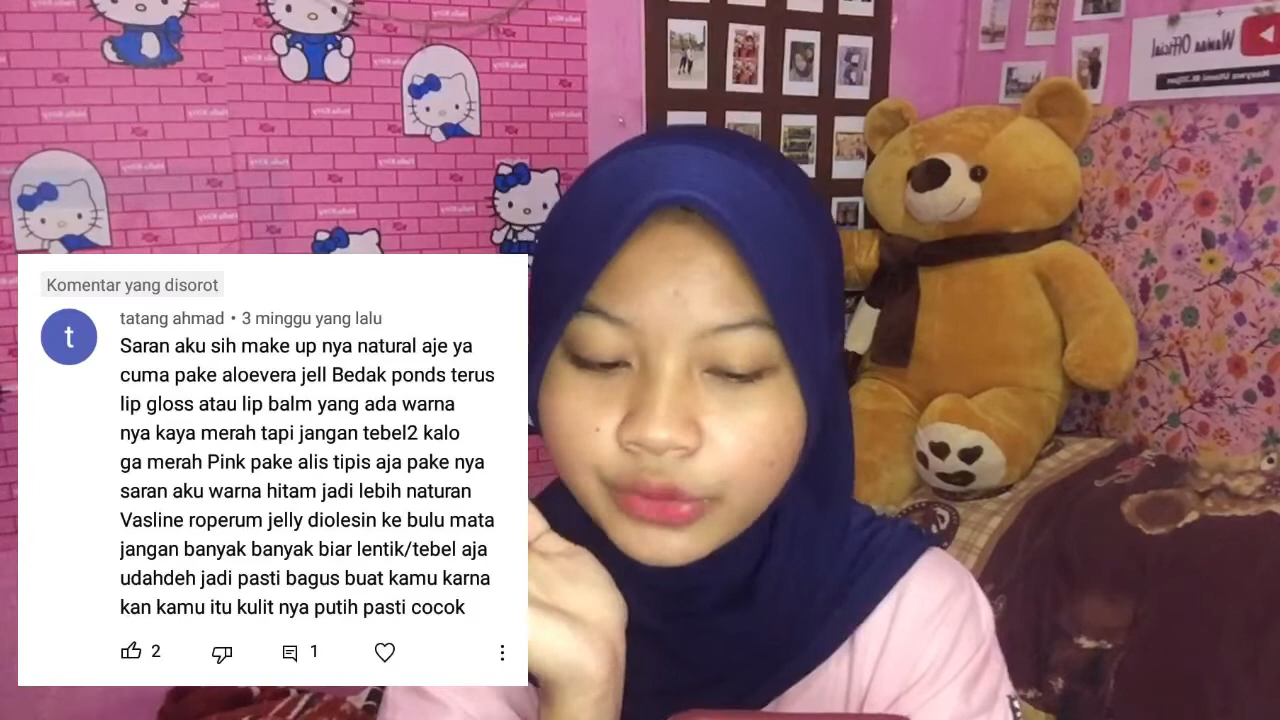 Komentar yang disorot
t
tatang ahmad • 3 minggu yang lalu
Saran aku sih make up nya natural aje ya
cuma pake aloevera jell Bedak ponds terus
lip gloss atau lip balm yang ada warna
nya kaya merah tapi jangan tebel2 kalo
ga merah Pink pake alis tipis aja pake nya
saran aku warna hitam jadi lebih naturan
Vasline roperum jelly diolesin ke bulu mata
jangan banyak banyak biar lentik/tebel aja
udahdeh jadi pasti bagus buat kamu karna
kan kamu itu kulit nya putih pasti cocok
2
1
Hello Kitty
Official